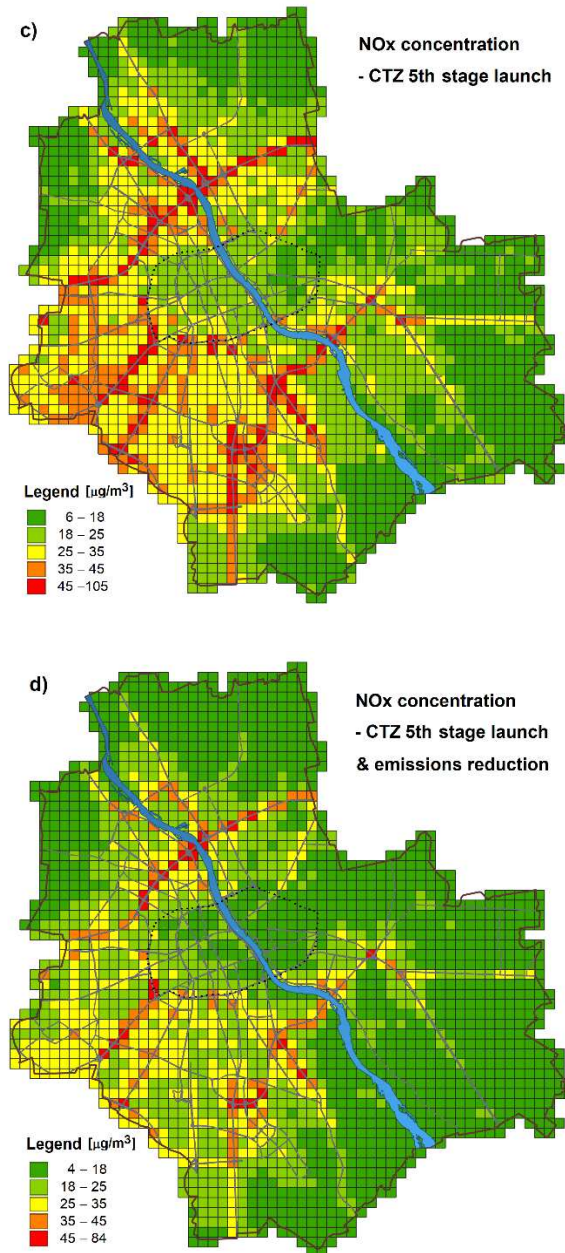 c)
NOx concentration
- CTZ 5th stage launch
Legend [µg/m³]
6 – 18
18 – 25
25 – 35
35 – 45
45 –105
d)
NOx concentration
- CTZ 5th stage launch
& emissions reduction
Legend [µg/m³]
4 – 18
18 – 25
25 – 35
35 – 45
45 – 84